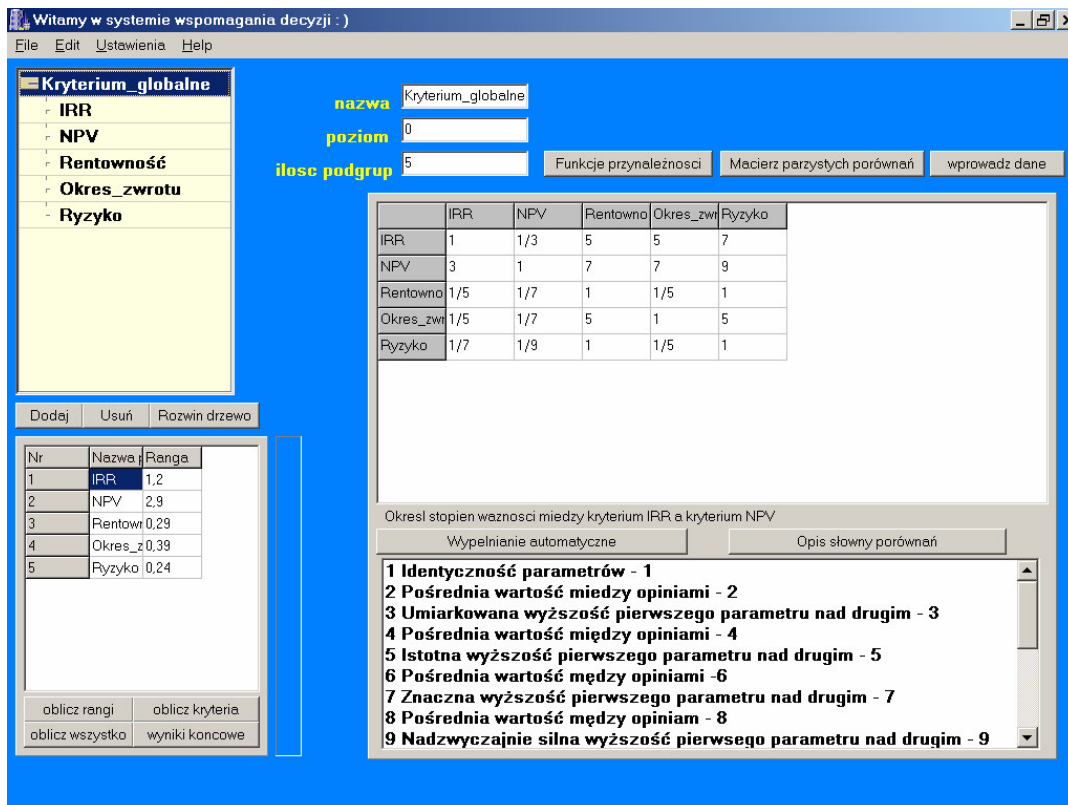 Witamy w systemie wspomagania decyzji : )
File Edit Ustawienia Help
Kryterium_globalne
IRR
NPV
Rentowność
Okres_zwrotu
Ryzyko
nazwa Kryterium_globalne
poziom 0
ilosc podgrup 5
Funkcje przynależnosci Macierz parzystych porównań wprowadz dane
IRR NPV Rentowno Okres_zwr Ryzyko
IRR 1 1/3 5 5 7
NPV 3 1 7 7 9
Rentowno 1/5 1/7 1 1/5 1
Okres_zwr 1/5 1/7 5 1 5
Ryzyko 1/7 1/9 1 1/5 1
Dodaj Usuń Rozwin drzewo
Nr Nazwa p Ranga
1 IRR 1,2
2 NPV 2,9
3 Rentown 0,29
4 Okres_z 0,39
5 Ryzyko 0,24
oblicz rangi oblicz kryteria
oblicz wszystko wyniki koncowe
Okresl stopien waznosci miedzy kryterium IRR a kryterium NPV
Wypelnianie automatyczne Opis słowny porównań
1 Identyczność parametrów - 1
2 Pośrednia wartość miedzy opiniami - 2
3 Umiarkowana wyższość pierwszego parametru nad drugim - 3
4 Pośrednia wartość między opiniami - 4
5 Istotna wyższość pierwszego parametru nad drugim - 5
6 Pośrednia wartość mędzy opiniami -6
7 Znaczna wyższość pierwszego parametru nad drugim - 7
8 Pośrednia wartość mędzy opiniam - 8
9 Nadzwyczajnie silna wyższość pierwsego parametru nad drugim - 9